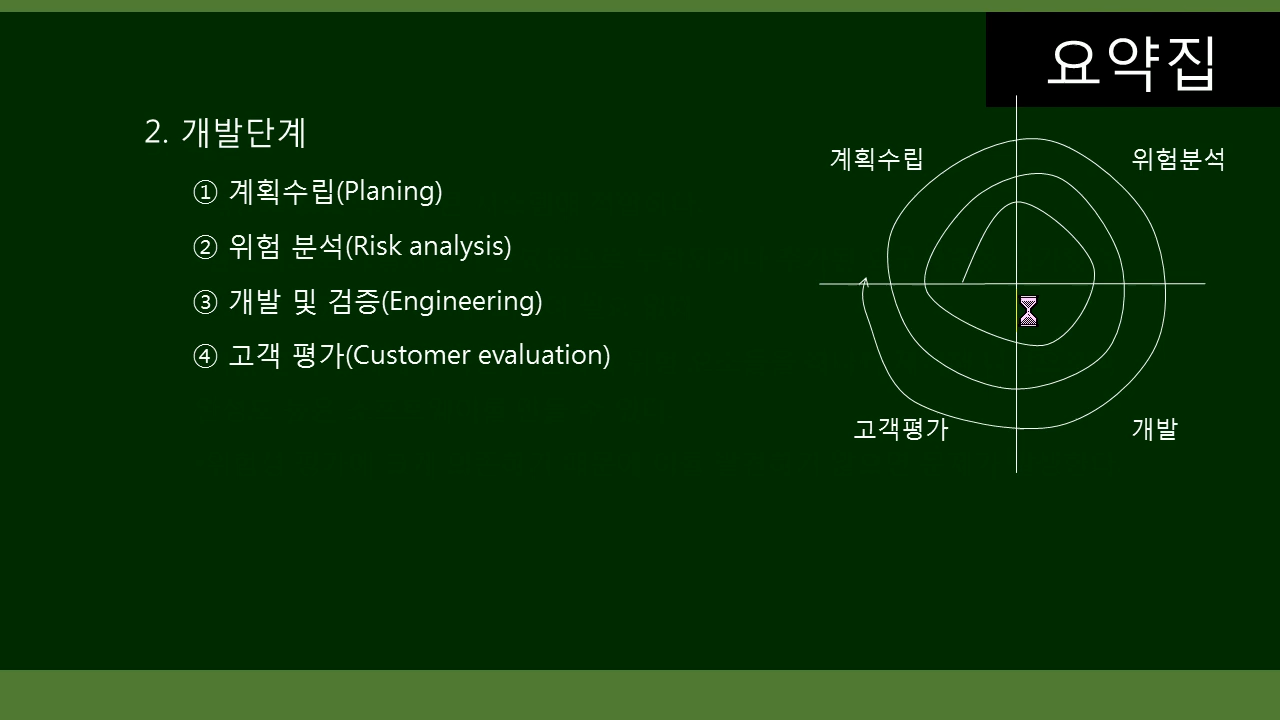 요약집
2. 개발단계
① 계획수립(Planing)
② 위험 분석(Risk analysis)
③ 개발 및 검증(Engineering)
④ 고객 평가(Customer evaluation)
계획수립
위험분석
고객평가
개발